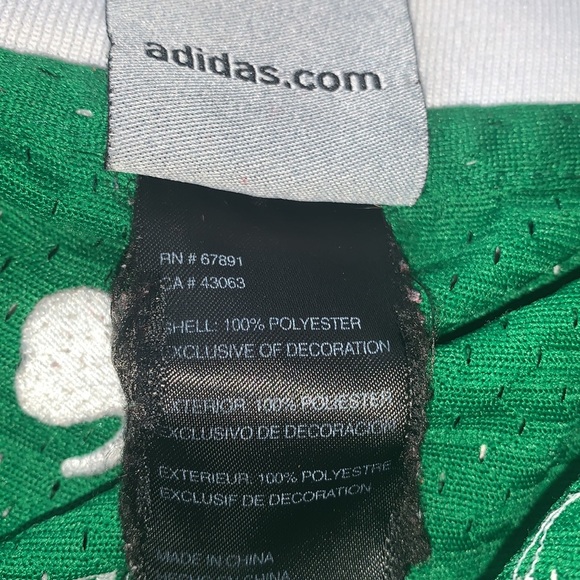 adidas.com
RN # 67891
CA # 43063
SHELL: 100% POLYESTER
EXCLUSIVE OF DECORATION
EXTERIOR: 100% POLIESTER
EXCLUSIVO DE DECORACION
EXTERIEUR: 100% POLYESTRE
EXCLUSIF DE DECORATION
MADE IN CHINA